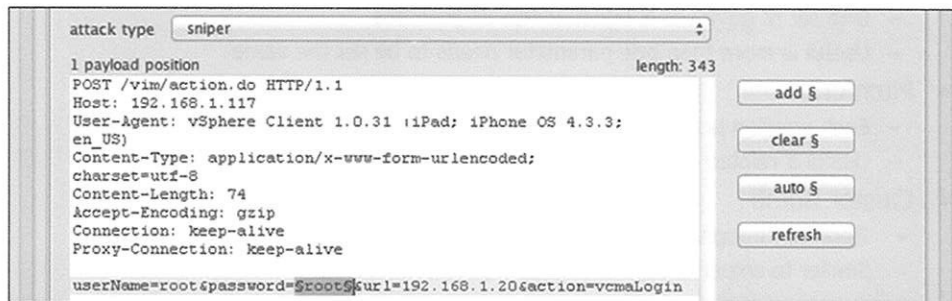 attack type sniper
1 payload position length: 343
POST /vim/action.do HTTP/1.1
Host: 192.168.1.117
User-Agent: vSphere Client 1.0.31 (iPad; iPhone OS 4.3.3;
en_US)
Content-Type: application/x-www-form-urlencoded;
charset=utf-8
Content-Length: 74
Accept-Encoding: gzip
Connection: keep-alive
Proxy-Connection: keep-alive
userName=root&password=§root§&url=192.168.1.20&action=vcmaLogin
add §
clear §
auto §
refresh